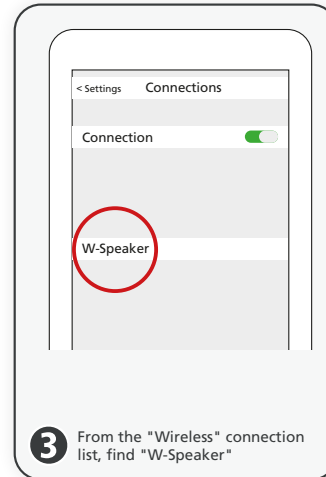 < Settings Connections
Connection
W-Speaker
3 From the "Wireless" connection
list, find "W-Speaker"